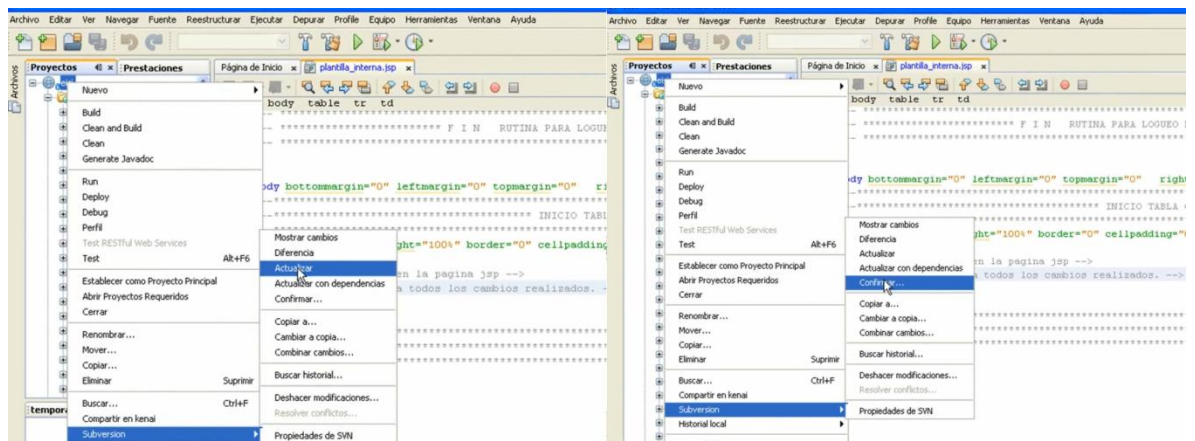 Archivo Editar Ver Navegar Fuente Reestructurar Ejecutar Depurar Profile Equipo Herramientas Ventana Ayuda
Archivos
Proyectos Prestaciones Página de Inicio plantilla_interna.jsp
body table tr td
Nuevo
Build
Clean and Build
Clean
Generate Javadoc
Run
Deploy
Debug
Perfil
Test RESTful Web Services
Test Alt+F6
Establecer como Proyecto Principal
Abrir Proyectos Requeridos
Cerrar
Renombrar...
Mover...
Copiar...
Eliminar Suprimir
Buscar... Ctrl+F
Compartir en kenai
Subversion
Mostrar cambios
Diferencia
Actualizar
Actualizar con dependencias
Confirmar...
Copiar a...
Cambiar a copia...
Combinar cambios...
Buscar historial...
Deshacer modificaciones...
Resolver conflictos...
Propiedades de SVN
F I N RUTINA PARA LOGUE
dy bottommargin="0" leftmargin="0" topmargin="0" ri
INICIO TABL
ght="100%" border="0" cellpadding
en la pagina jsp -->
a todos los cambios realizados. -
tempora
Archivo Editar Ver Navegar Fuente Reestructurar Ejecutar Depurar Profile Equipo Herramientas Ventana Ayuda
Archivos
Proyectos Prestaciones Página de Inicio plantilla_interna.jsp
body table tr td
Nuevo
Build
Clean and Build
Clean
Generate Javadoc
Run
Deploy
Debug
Perfil
Test RESTful Web Services
Test Alt+F6
Establecer como Proyecto Principal
Abrir Proyectos Requeridos
Cerrar
Renombrar...
Mover...
Copiar...
Eliminar Suprimir
Buscar... Ctrl+F
Compartir en kenai
Subversion
Historial local
Mostrar cambios
Diferencia
Actualizar
Actualizar con dependencias
Confirmar...
Copiar a...
Cambiar a copia...
Combinar cambios...
Buscar historial...
Deshacer modificaciones...
Resolver conflictos...
Propiedades de SVN
F I N RUTINA PARA LOGUEO
dy bottommargin="0" leftmargin="0" topmargin="0" righ
INICIO TABLA
ght="100%" border="0" cellpadding="
en la pagina jsp -->
a todos los cambios realizados. -->